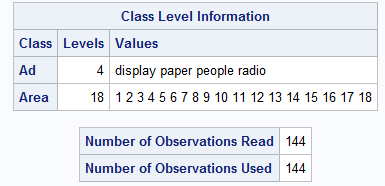 Class Level Information
Class Levels Values
Ad 4 display paper people radio
Area 18 1 2 3 4 5 6 7 8 9 10 11 12 13 14 15 16 17 18
Number of Observations Read 144
Number of Observations Used 144